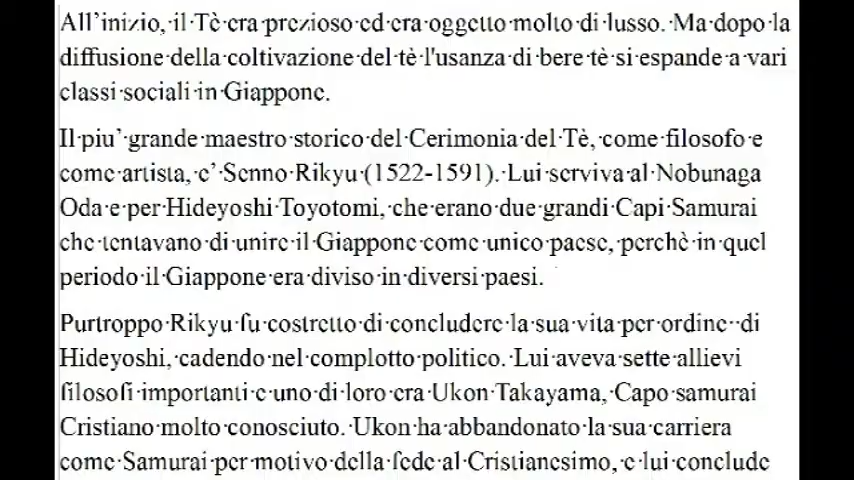 All’inizio, il Tè era prezioso ed era oggetto molto di lusso. Ma dopo la
diffusione della coltivazione del tè l'usanza di bere tè si espande a vari
classi sociali in Giappone.
Il piu’ grande maestro storico del Cerimonia del Tè, come filosofo e
come artista, e’ Senno Rikyu (1522-1591). Lui serviva al Nobunaga
Oda e per Hideyoshi Toyotomi, che erano due grandi Capi Samurai
che tentavano di unire il Giappone come unico paese, perchè in quel
periodo il Giappone era diviso in diversi paesi.
Purtroppo Rikyu fu costretto di concludere la sua vita per ordine  di
Hideyoshi, cadendo nel complotto politico. Lui aveva sette allievi
filosofi importanti e uno di loro era Ukon Takayama, Capo samurai
Cristiano molto conosciuto. Ukon ha abbandonato la sua carriera
come Samurai per motivo della fede al Cristianesimo, e lui conclude